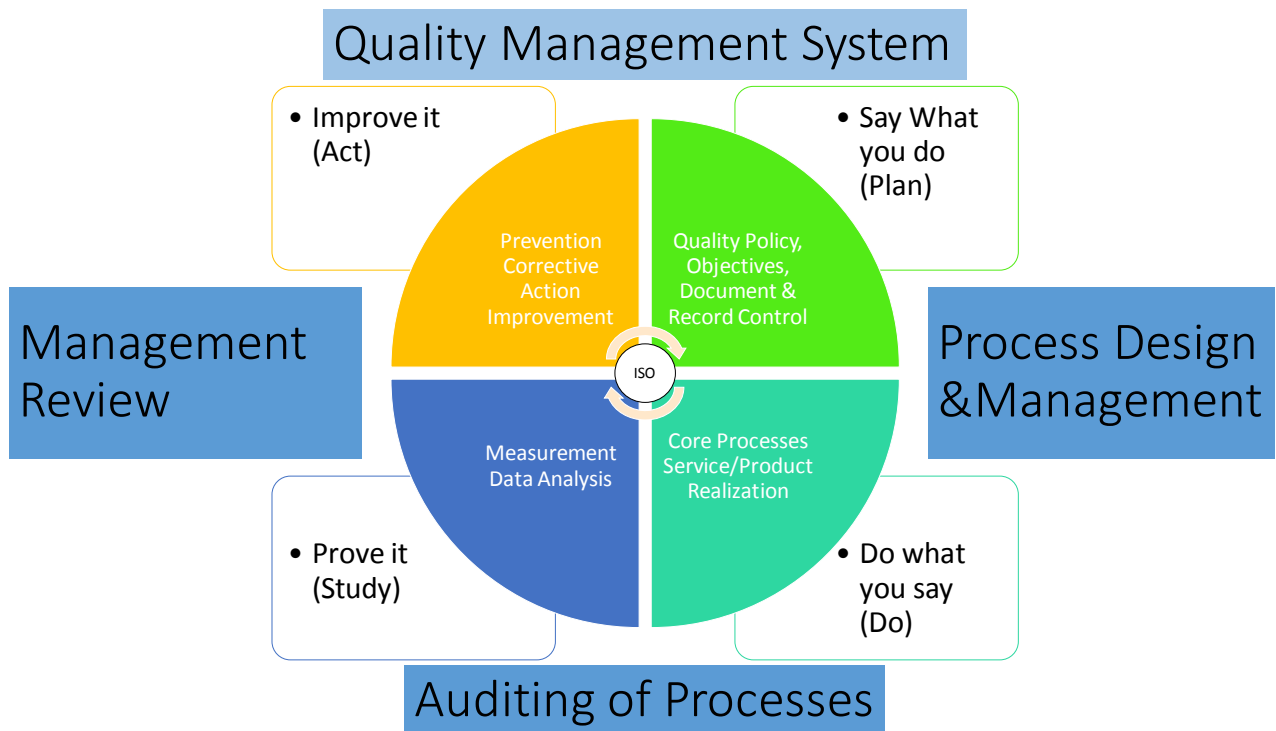 Quality Management System
• Improve it
(Act)
• Say What
you do
(Plan)
Prevention
Corrective
Action
Improvement
Quality Policy,
Objectives,
Document &
Record Control
Management
Review
ISO
Process Design
&Management
Measurement
Data Analysis
Core Processes
Service/Product
Realization
• Prove it
(Study)
• Do what
you say
(Do)
Auditing of Processes